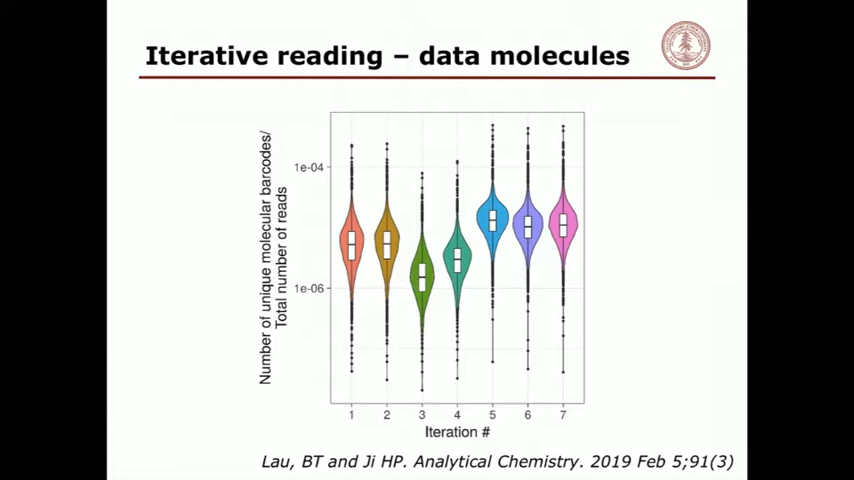 Iterative reading – data molecules
Number of unique molecular barcodes/
Total number of reads
1e-04
1e-06
1 2 3 4 5 6 7
Iteration #
Lau, BT and Ji HP. Analytical Chemistry. 2019 Feb 5;91(3)